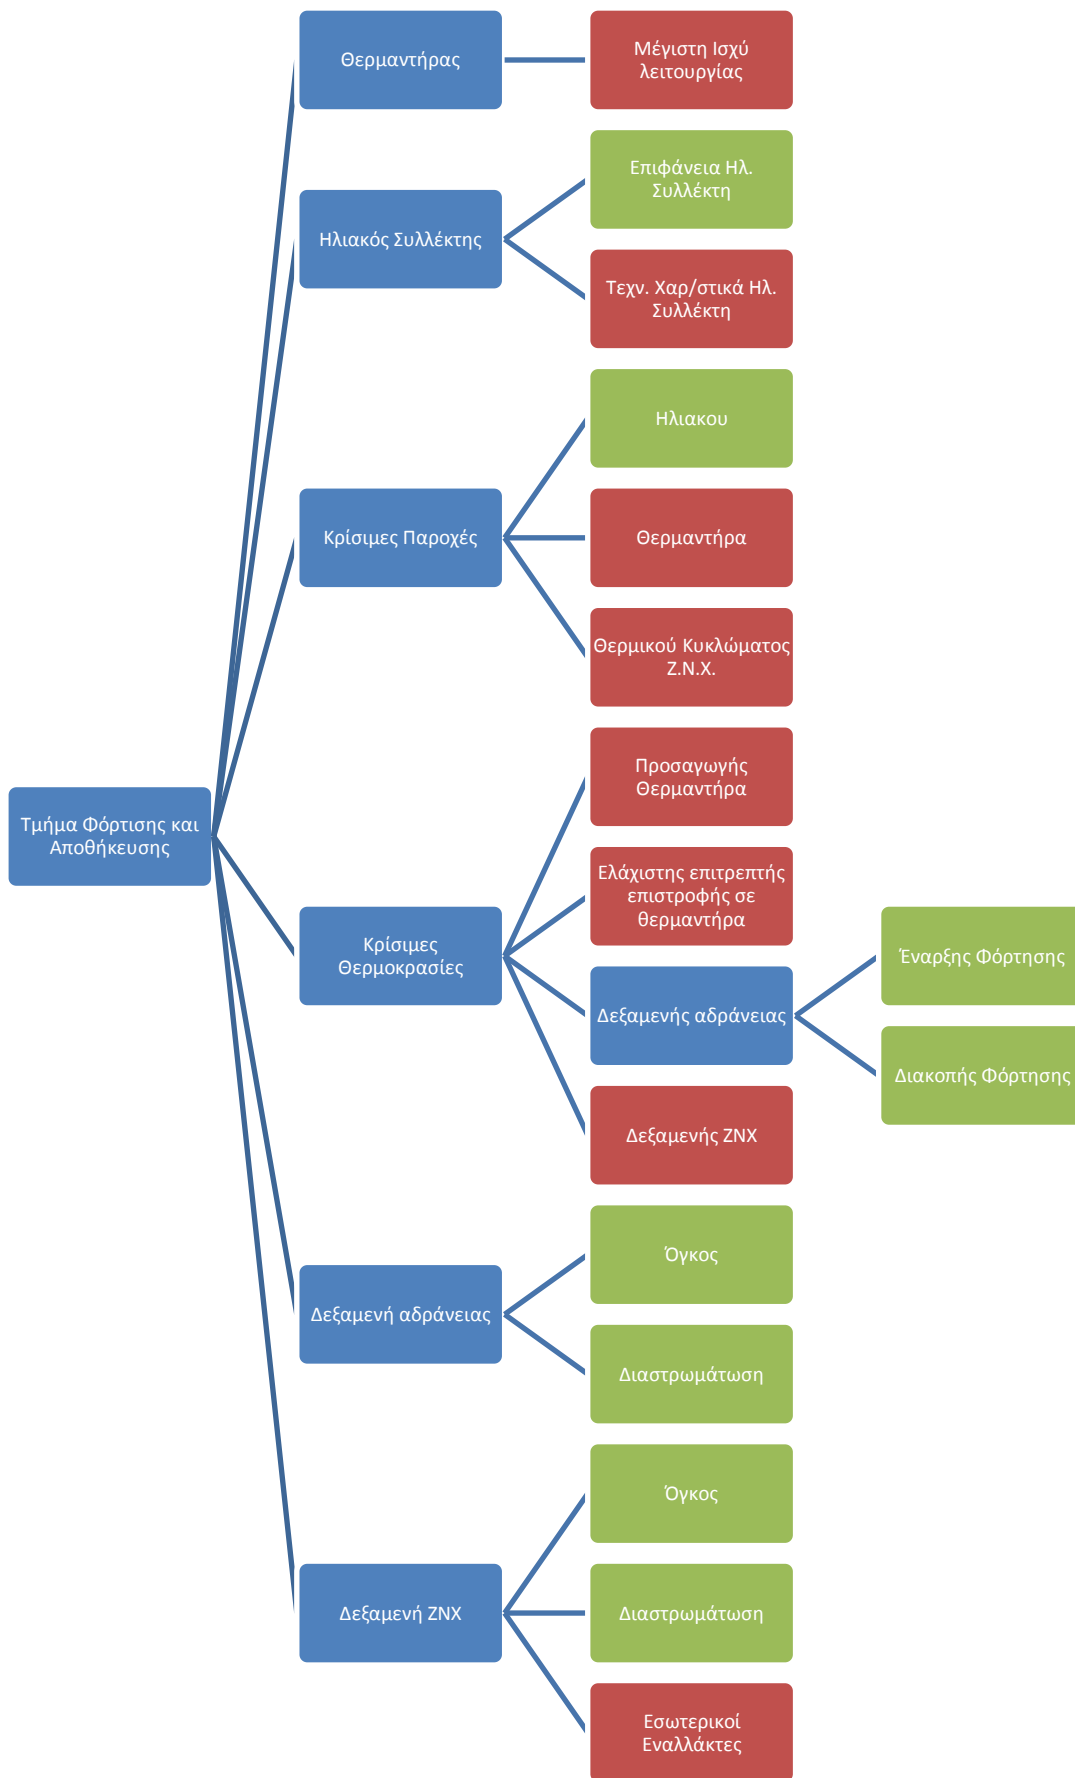 Θερμαντήρας
Μέγιστη Ισχύ
λειτουργίας
Ηλιακός Συλλέκτης
Επιφάνεια Ηλ.
Συλλέκτη
Τεχν. Χαρ/στικά Ηλ.
Συλλέκτη
Κρίσιμες Παροχές
Ηλιακου
Θερμαντήρα
Θερμικού Κυκλώματος
Ζ.Ν.Χ.
Τμήμα Φόρτισης και
Αποθήκευσης
Κρίσιμες
Θερμοκρασίες
Προσαγωγής
Θερμαντήρα
Ελάχιστης επιτρεπτής
επιστροφής σε
θερμαντήρα
Δεξαμενής αδράνειας
Έναρξης Φόρτησης
Διακοπής Φόρτησης
Δεξαμενής ΖΝΧ
Δεξαμενή αδράνειας
Όγκος
Διαστρωμάτωση
Δεξαμενή ΖΝΧ
Όγκος
Διαστρωμάτωση
Εσωτερικοί
Εναλλάκτες